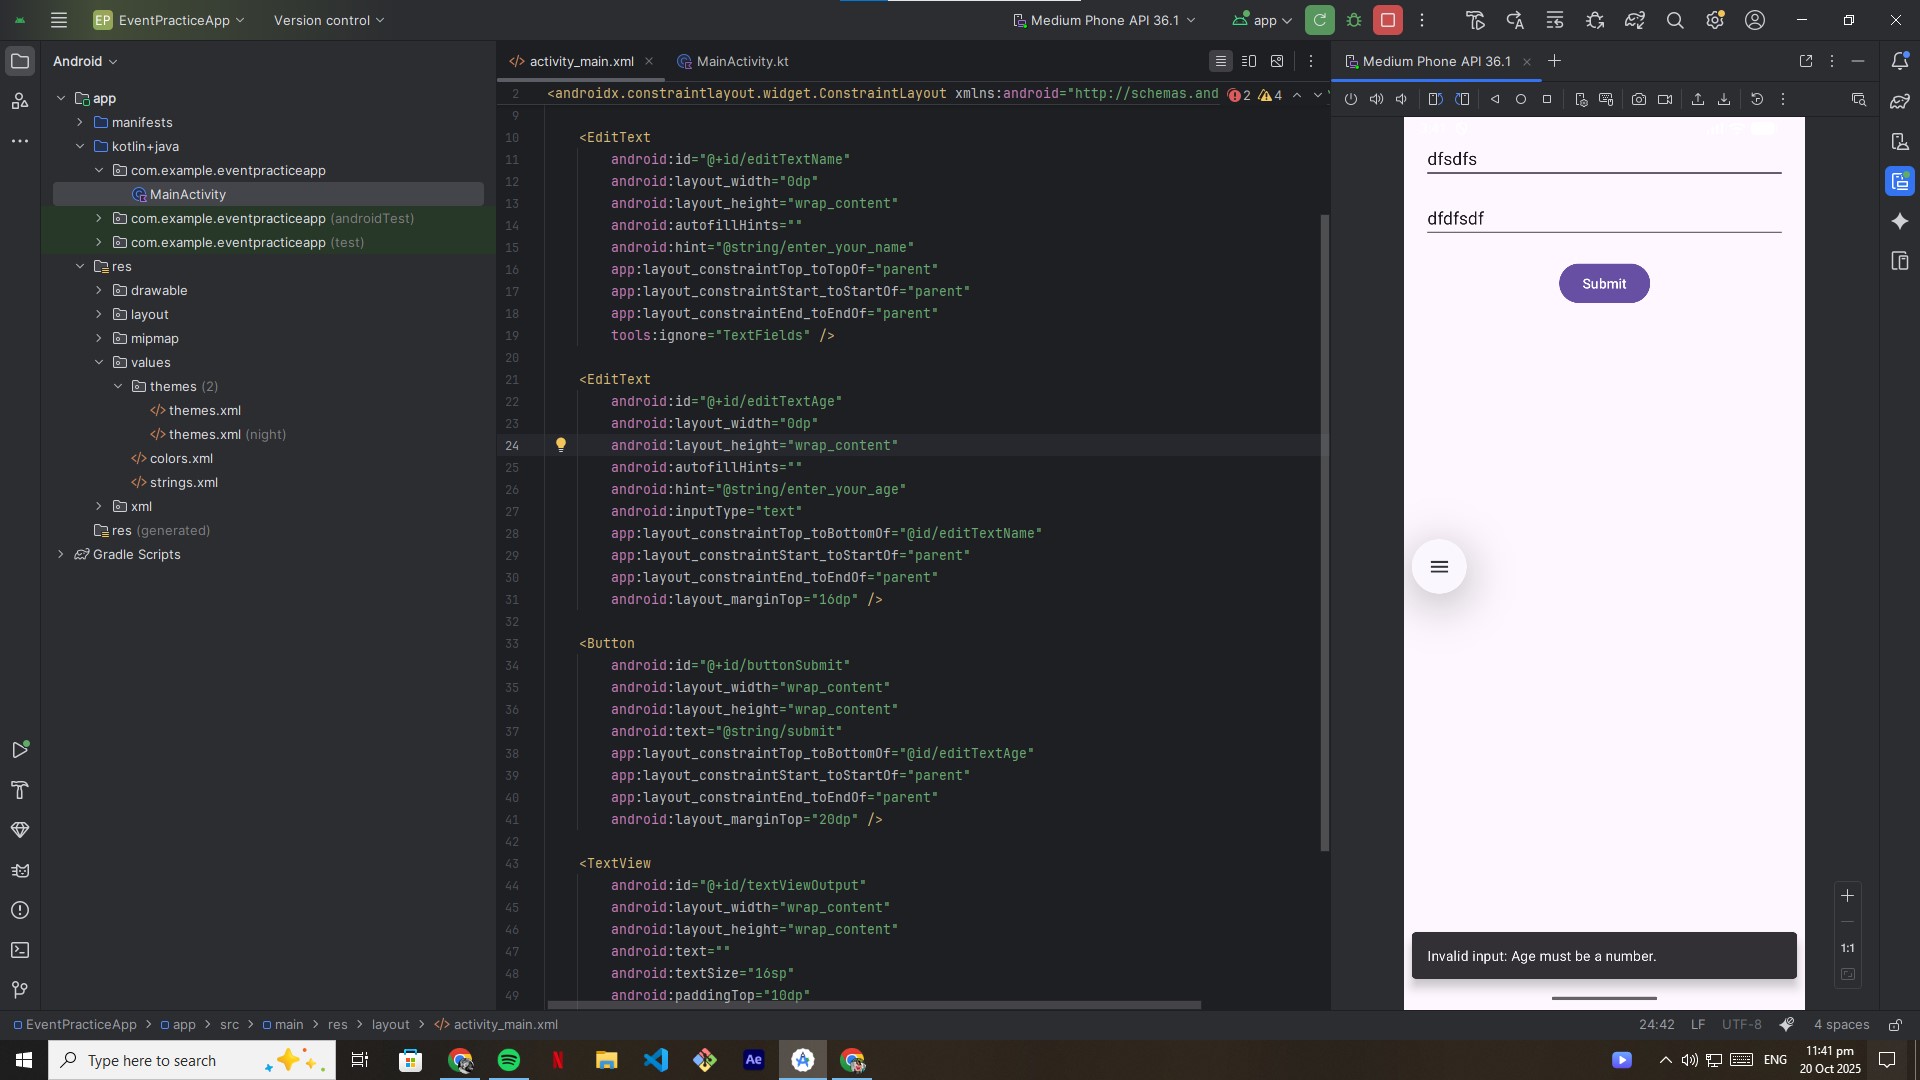 EP EventPracticeApp Version control Medium Phone API 36.1 app
Android
app
manifests
kotlin+java
com.example.eventpracticeapp
MainActivity
com.example.eventpracticeapp (androidTest)
com.example.eventpracticeapp (test)
res
drawable
layout
mipmap
values
themes (2)
themes.xml
themes.xml (night)
colors.xml
strings.xml
xml
res (generated)
Gradle Scripts
activity_main.xml MainActivity.kt
2 <androidx.constraintlayout.widget.ConstraintLayout xmlns:android="http://schemas.and 2 4
9
10 <EditText
11 android:id="@+id/editTextName"
12 android:layout_width="0dp"
13 android:layout_height="wrap_content"
14 android:autofillHints=""
15 android:hint="@string/enter_your_name"
16 app:layout_constraintTop_toTopOf="parent"
17 app:layout_constraintStart_toStartOf="parent"
18 app:layout_constraintEnd_toEndOf="parent"
19 tools:ignore="TextFields" />
20
21 <EditText
22 android:id="@+id/editTextAge"
23 android:layout_width="0dp"
24 android:layout_height="wrap_content"
25 android:autofillHints=""
26 android:hint="@string/enter_your_age"
27 android:inputType="text"
28 app:layout_constraintTop_toBottomOf="@id/editTextName"
29 app:layout_constraintStart_toStartOf="parent"
30 app:layout_constraintEnd_toEndOf="parent"
31 android:layout_marginTop="16dp" />
32
33 <Button
34 android:id="@+id/buttonSubmit"
35 android:layout_width="wrap_content"
36 android:layout_height="wrap_content"
37 android:text="@string/submit"
38 app:layout_constraintTop_toBottomOf="@id/editTextAge"
39 app:layout_constraintStart_toStartOf="parent"
40 app:layout_constraintEnd_toEndOf="parent"
41 android:layout_marginTop="20dp" />
42
43 <TextView
44 android:id="@+id/textViewOutput"
45 android:layout_width="wrap_content"
46 android:layout_height="wrap_content"
47 android:text=""
48 android:textSize="16sp"
49 android:paddingTop="10dp"
Medium Phone API 36.1
dfsdfs
dfdfsdf
Submit
Invalid input: Age must be a number.
1:1
EventPracticeApp > app > src > main > res > layout > activity_main.xml
24:42 LF UTF-8 4 spaces
Type here to search
N
Ae
ENG
11:41 pm
20 Oct 2025